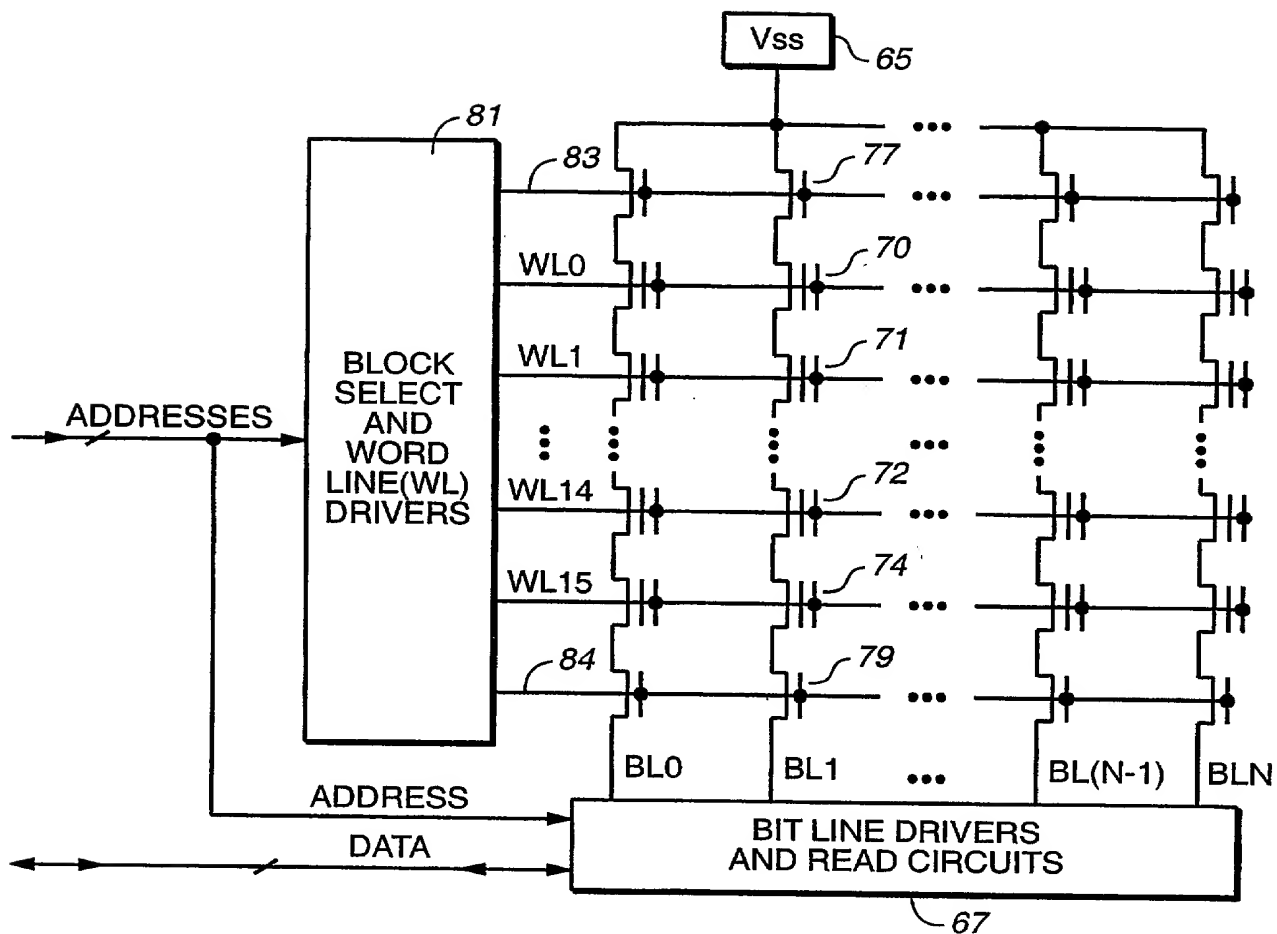 Vss
65
81
83
77
WL0
70
BLOCK
SELECT
AND
WORD
LINE(WL)
DRIVERS
WL1
71
ADDRESSES
WL14
72
WL15
74
84
79
BL0
BL1
BL(N-1)
BLN
ADDRESS
DATA
BIT LINE DRIVERS
AND READ CIRCUITS
67